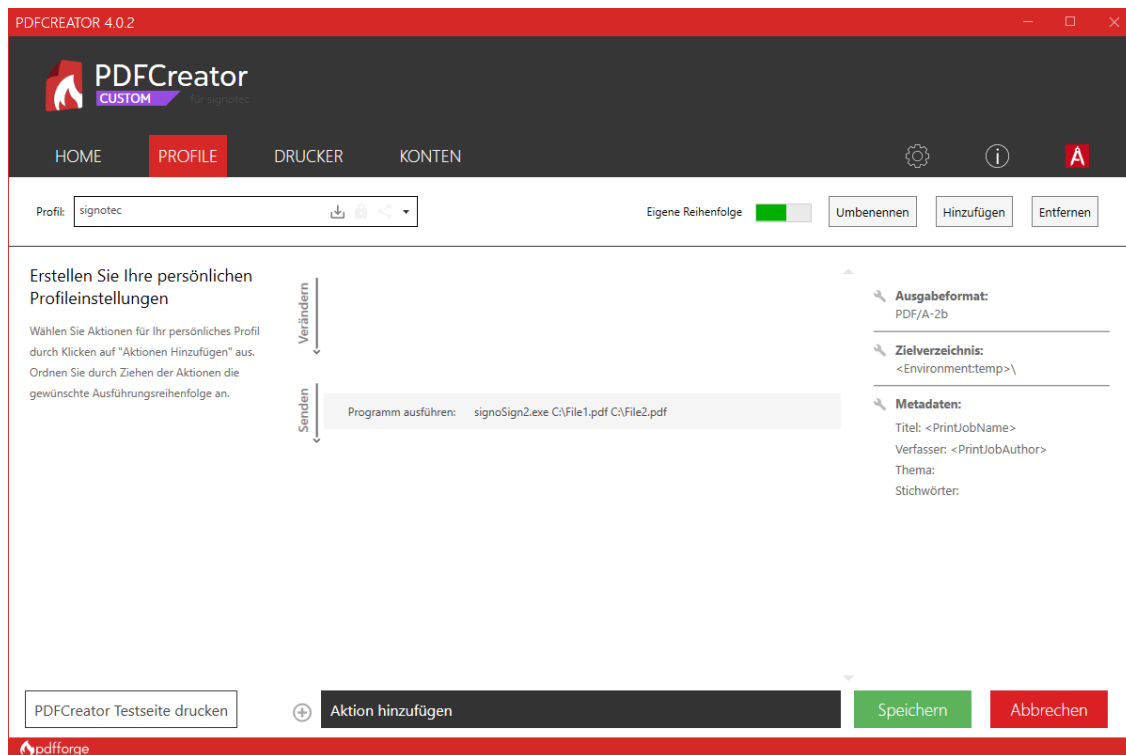 PDFCREATOR 4.0.2
PDFCreator
CUSTOM
für signotec
HOME
PROFILE
DRUCKER
KONTEN
Profil:
signotec
Eigene Reihenfolge
Umbenennen
Hinzufügen
Entfernen
Erstellen Sie Ihre persönlichen
Profileinstellungen
Wählen Sie Aktionen für Ihr persönliches Profil
durch Klicken auf "Aktionen Hinzufügen" aus.
Ordnen Sie durch Ziehen der Aktionen die
gewünschte Ausführungsreihenfolge an.
Verändern
Senden
Programm ausführen: signoSign2.exe C:\File1.pdf C:\File2.pdf
Ausgabeformat:
PDF/A-2b
Zielverzeichnis:
<Environment:temp>\
Metadaten:
Titel: <PrintJobName>
Verfasser: <PrintJobAuthor>
Thema:
Stichwörter:
PDFCreator Testseite drucken
Aktion hinzufügen
Speichern
Abbrechen
pdfforge